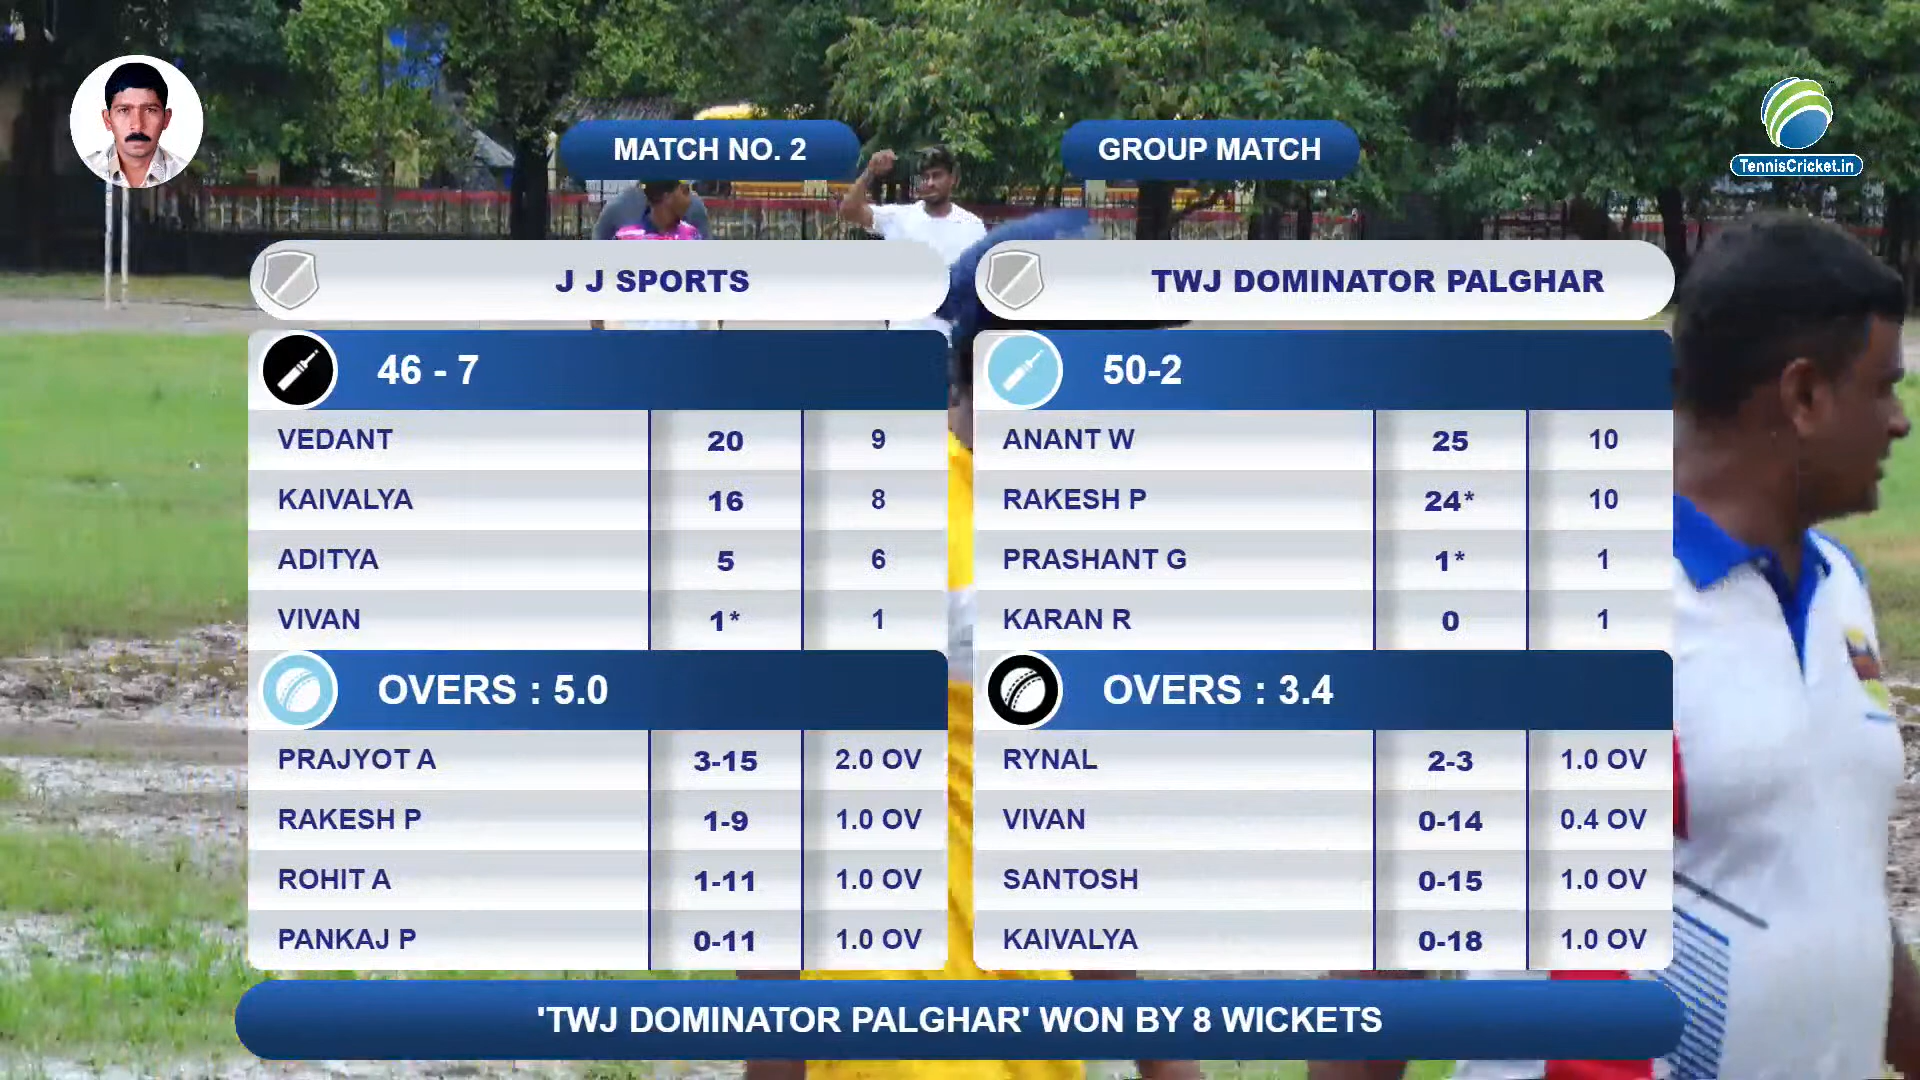 MATCH NO. 2
GROUP MATCH
TennisCricket.in
J J SPORTS
46 - 7
VEDANT 20 9
KAIVALYA 16 8
ADITYA 5 6
VIVAN 1* 1
OVERS : 5.0
PRAJYOT A 3-15 2.0 OV
RAKESH P 1-9 1.0 OV
ROHIT A 1-11 1.0 OV
PANKAJ P 0-11 1.0 OV
TWJ DOMINATOR PALGHAR
50-2
ANANT W 25 10
RAKESH P 24* 10
PRASHANT G 1* 1
KARAN R 0 1
OVERS : 3.4
RYNAL 2-3 1.0 OV
VIVAN 0-14 0.4 OV
SANTOSH 0-15 1.0 OV
KAIVALYA 0-18 1.0 OV
'TWJ DOMINATOR PALGHAR' WON BY 8 WICKETS